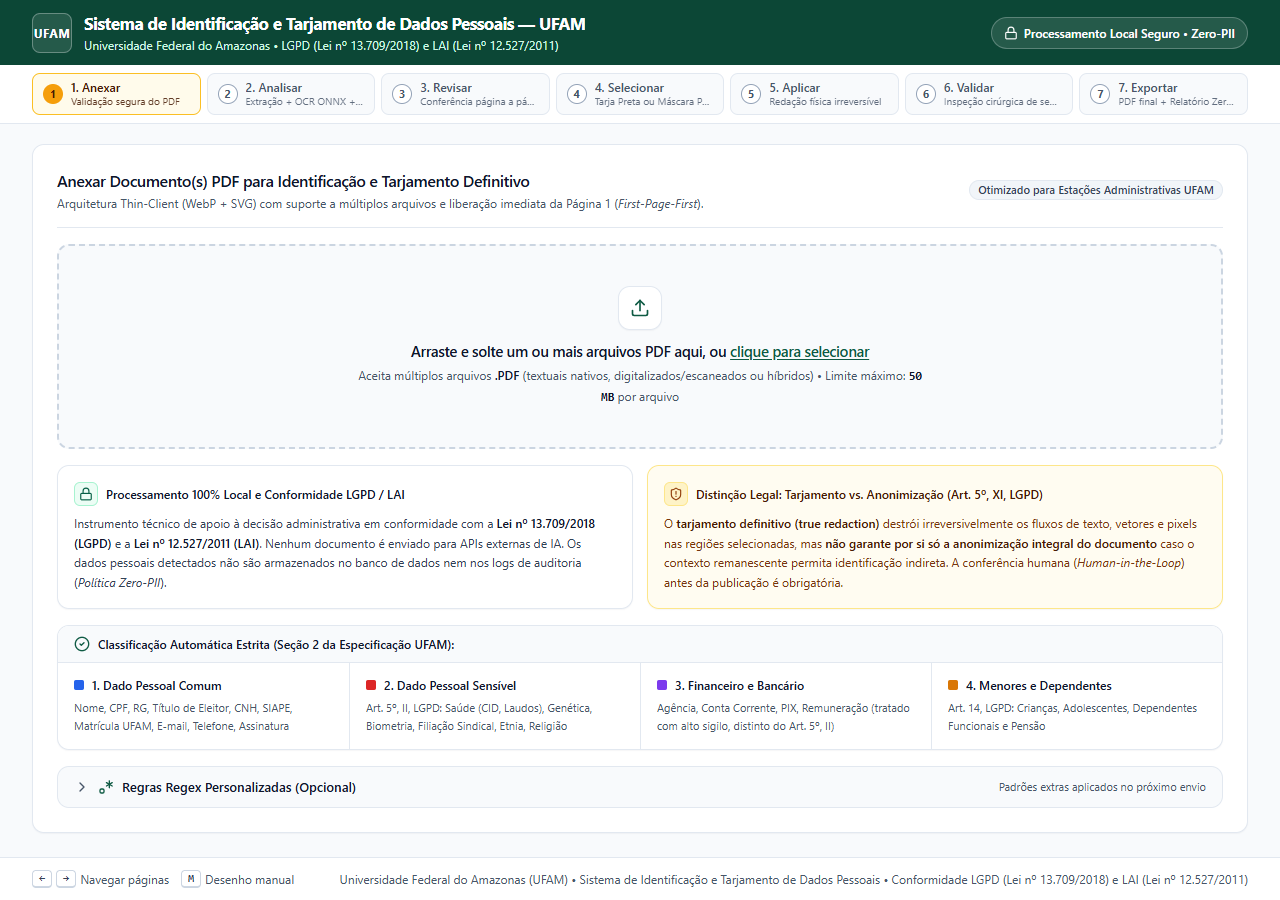 UFAM
Sistema de Identificação e Tarjamento de Dados Pessoais — UFAM
Universidade Federal do Amazonas • LGPD (Lei nº 13.709/2018) e LAI (Lei nº 12.527/2011)
Processamento Local Seguro • Zero-PII
1
1. Anexar
Validação segura do PDF
2
2. Analisar
Extração + OCR ONNX +...
3
3. Revisar
Conferência página a pá...
4
4. Selecionar
Tarja Preta ou Máscara P...
5
5. Aplicar
Redação física irreversível
6
6. Validar
Inspeção cirúrgica de se...
7
7. Exportar
PDF final + Relatório Zer...
Anexar Documento(s) PDF para Identificação e Tarjamento Definitivo
Arquitetura Thin-Client (WebP + SVG) com suporte a múltiplos arquivos e liberação imediata da Página 1 (First-Page-First).
Otimizado para Estações Administrativas UFAM
Arraste e solte um ou mais arquivos PDF aqui, ou clique para selecionar
Aceita múltiplos arquivos .PDF (textuais nativos, digitalizados/escaneados ou híbridos) • Limite máximo: 50
MB por arquivo
Processamento 100% Local e Conformidade LGPD / LAI
Instrumento técnico de apoio à decisão administrativa em conformidade com a Lei nº 13.709/2018
(LGPD) e a Lei nº 12.527/2011 (LAI). Nenhum documento é enviado para APIs externas de IA. Os
dados pessoais detectados não são armazenados no banco de dados nem nos logs de auditoria
(Política Zero-PII).
Distinção Legal: Tarjamento vs. Anonimização (Art. 5º, XI, LGPD)
O tarjamento definitivo (true redaction) destrói irreversivelmente os fluxos de texto, vetores e pixels
nas regiões selecionadas, mas não garante por si só a anonimização integral do documento caso o
contexto remanescente permita identificação indireta. A conferência humana (Human-in-the-Loop)
antes da publicação é obrigatória.
Classificação Automática Estrita (Seção 2 da Especificação UFAM):
1. Dado Pessoal Comum
Nome, CPF, RG, Título de Eleitor, CNH, SIAPE,
Matrícula UFAM, E-mail, Telefone, Assinatura
2. Dado Pessoal Sensível
Art. 5º, II, LGPD: Saúde (CID, Laudos), Genética,
Biometria, Filiação Sindical, Etnia, Religião
3. Financeiro e Bancário
Agência, Conta Corrente, PIX, Remuneração (tratado
com alto sigilo, distinto do Art. 5º, II)
4. Menores e Dependentes
Art. 14, LGPD: Crianças, Adolescentes, Dependentes
Funcionais e Pensão
Regras Regex Personalizadas (Opcional)
Padrões extras aplicados no próximo envio
← → Navegar páginas M Desenho manual
Universidade Federal do Amazonas (UFAM) • Sistema de Identificação e Tarjamento de Dados Pessoais • Conformidade LGPD (Lei nº 13.709/2018) e LAI (Lei nº 12.527/2011)